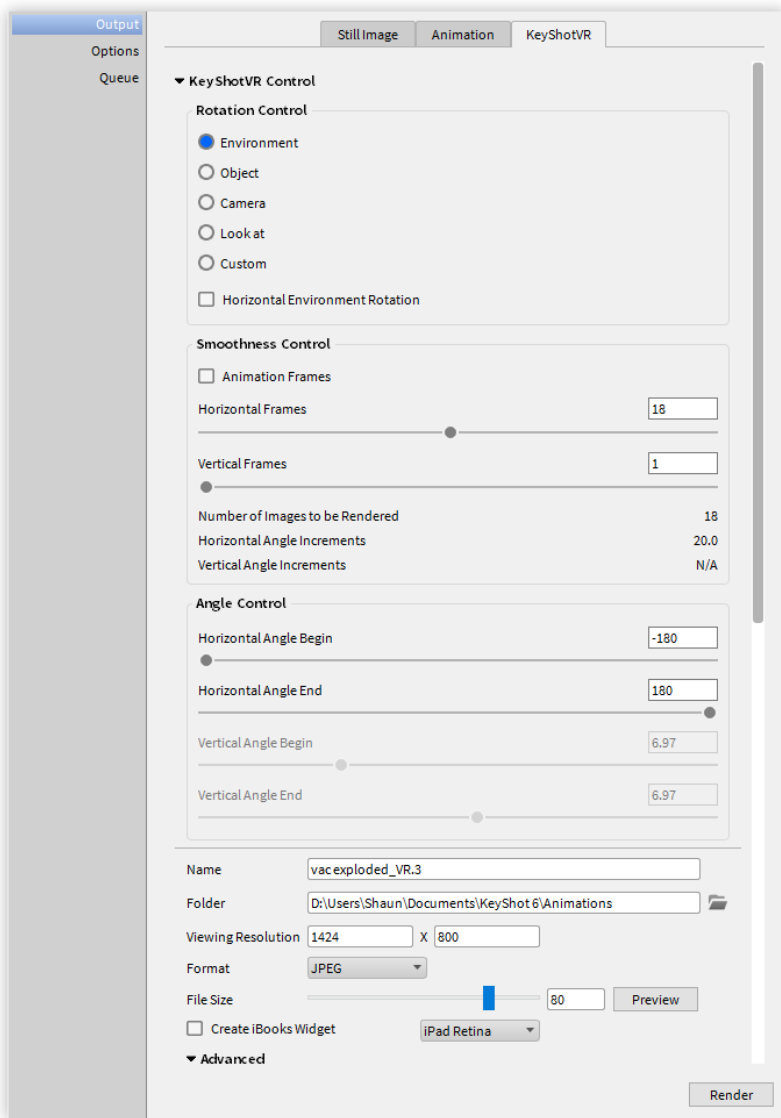 Output
Options
Queue
Still Image Animation KeyShotVR
KeyShotVR Control
Rotation Control
Environment
Object
Camera
Look at
Custom
Horizontal Environment Rotation
Smoothness Control
Animation Frames
Horizontal Frames 18
Vertical Frames 1
Number of Images to be Rendered 18
Horizontal Angle Increments 20.0
Vertical Angle Increments N/A
Angle Control
Horizontal Angle Begin -180
Horizontal Angle End 180
Vertical Angle Begin 6.97
Vertical Angle End 6.97
Name vac exploded_VR.3
Folder D:\Users\Shaun\Documents\KeyShot 6\Animations
Viewing Resolution 1424 X 800
Format JPEG
File Size 80 Preview
Create iBooks Widget iPad Retina
Advanced
Render